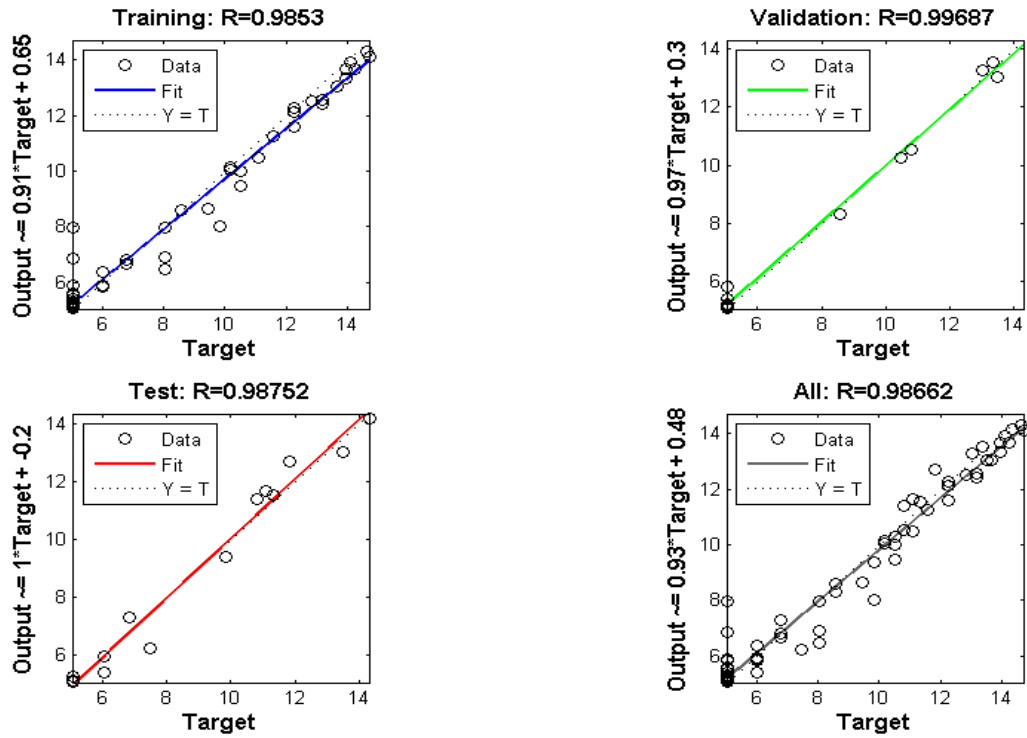 Training: R=0.9853
Output ~= 0.91*Target + 0.65
14
12
10
8
6
Data
Fit
Y = T
6 8 10 12 14
Target
Validation: R=0.99687
Output ~= 0.97*Target + 0.3
14
12
10
8
6
Data
Fit
Y = T
6 8 10 12 14
Target
Test: R=0.98752
Output ~= 1*Target + -0.2
14
12
10
8
6
Data
Fit
Y = T
6 8 10 12 14
Target
All: R=0.98662
Output ~= 0.93*Target + 0.48
14
12
10
8
6
Data
Fit
Y = T
6 8 10 12 14
Target